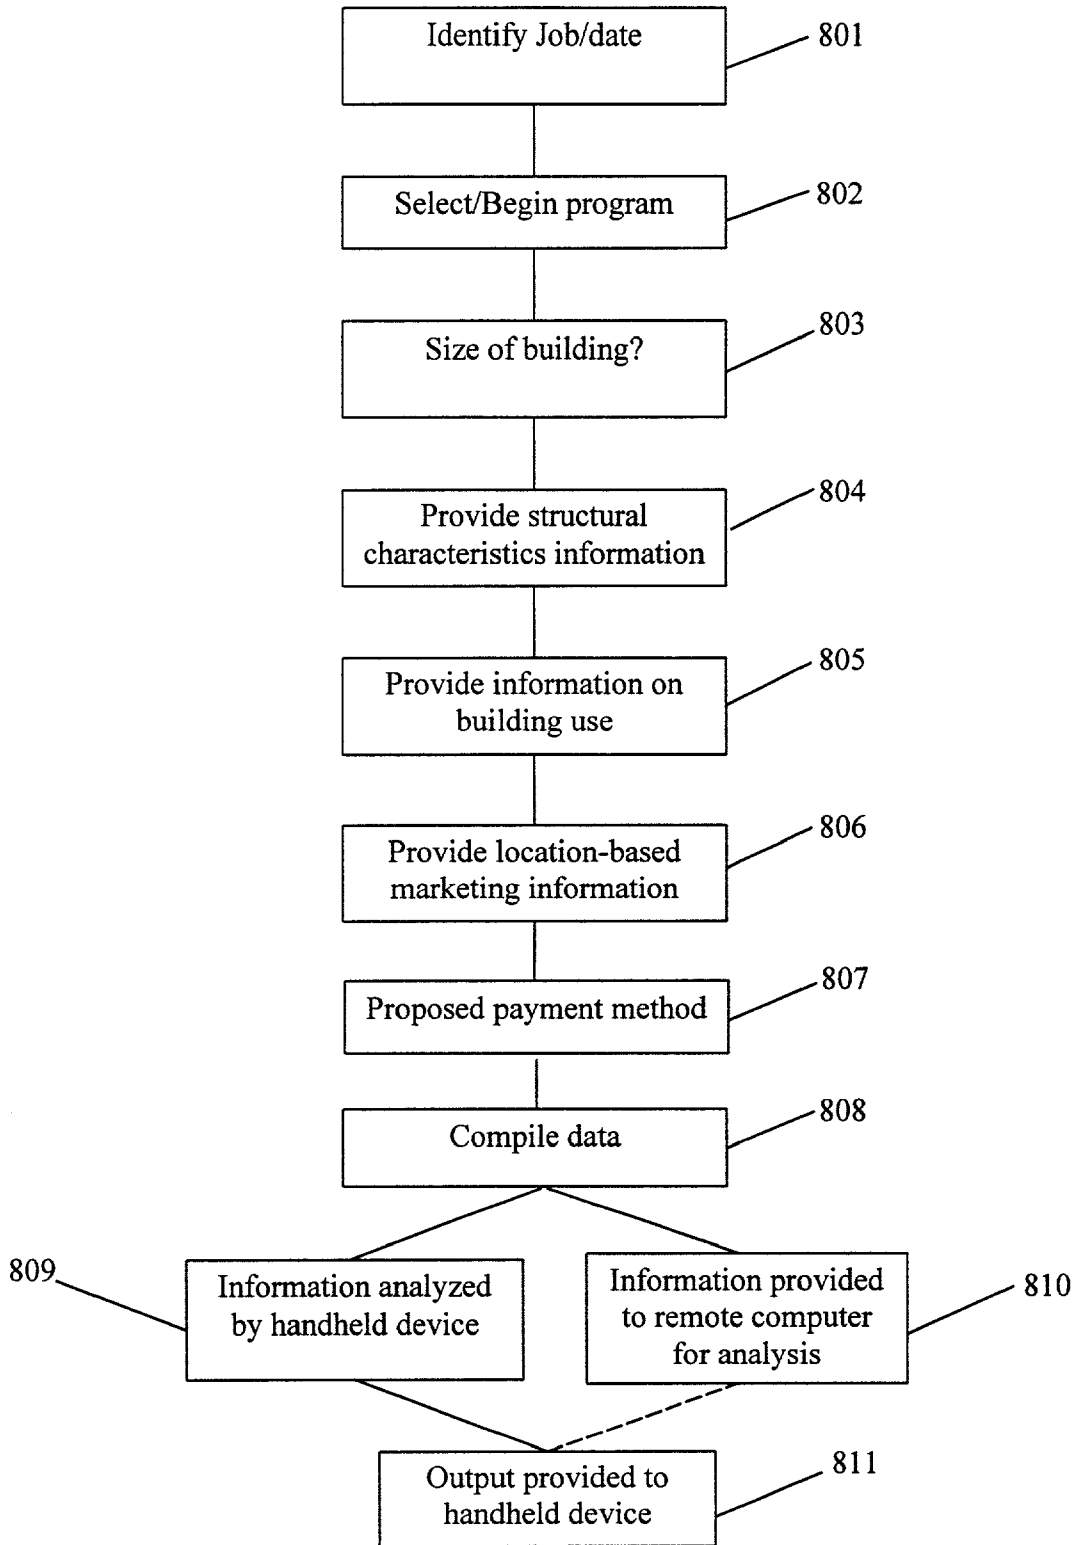 Identify Job/date
801
Select/Begin program
802
Size of building?
803
Provide structural
characteristics information
804
Provide information on
building use
805
Provide location-based
marketing information
806
Proposed payment method
807
Compile data
808
809
Information analyzed
by handheld device
Information provided
to remote computer
for analysis
810
Output provided to
handheld device
811